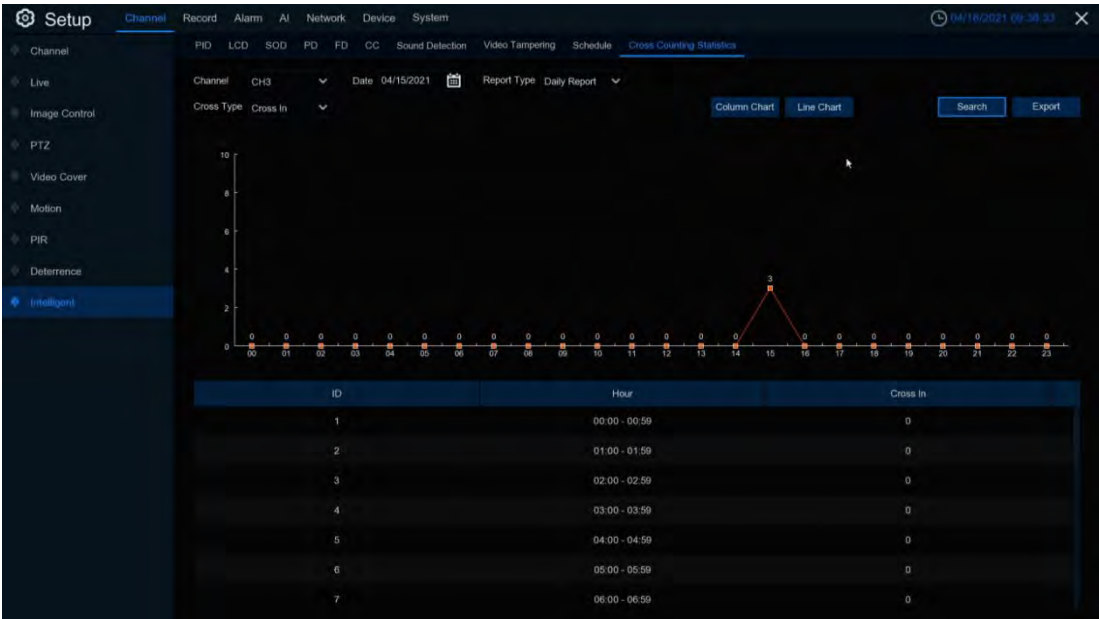 Setup Channel Record Alarm AI Network Device System 04/16/2021 09:38:33
PID LCD SOD PD FD CC Sound Detection Video Tampering Schedule Cross Counting Statistics
Channel
Live
Image Control
PTZ
Video Cover
Motion
PIR
Deterrence
Intelligent
Channel CH3 Date 04/15/2021 Report Type Daily Report
Cross Type Cross In Column Chart Line Chart Search Export
10
8
6
4
2
0
3
0 0 0 0 0 0 0 0 0 0 0 0 0 0 0 0 0 0 0 0 0 0 0
00 01 02 03 04 05 06 07 08 09 10 11 12 13 14 15 16 17 18 19 20 21 22 23
ID Hour Cross In
1 00:00 - 00:59 0
2 01:00 - 01:59 0
3 02:00 - 02:59 0
4 03:00 - 03:59 0
5 04:00 - 04:59 0
6 05:00 - 05:59 0
7 06:00 - 06:59 0